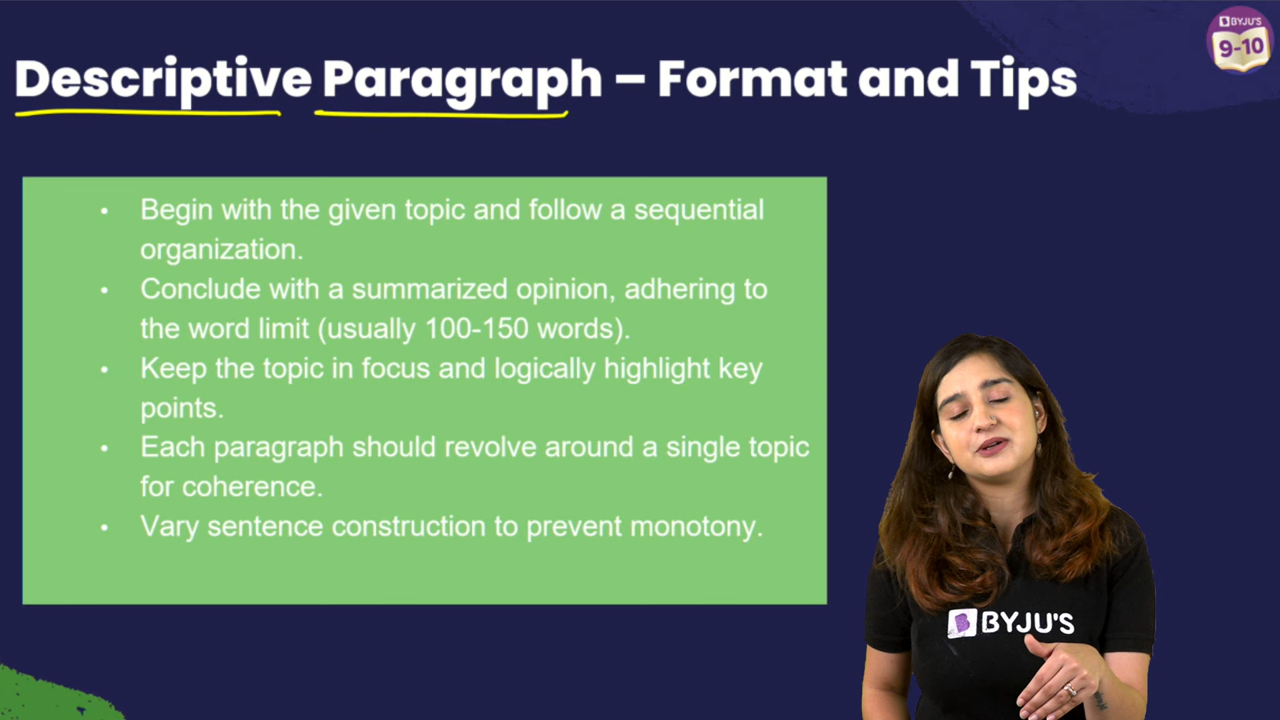 BYJU'S
9-10
Descriptive Paragraph – Format and Tips
• Begin with the given topic and follow a sequential
organization.
• Conclude with a summarized opinion, adhering to
the word limit (usually 100-150 words).
• Keep the topic in focus and logically highlight key
points.
• Each paragraph should revolve around a single topic
for coherence.
• Vary sentence construction to prevent monotony.
BYJU'S